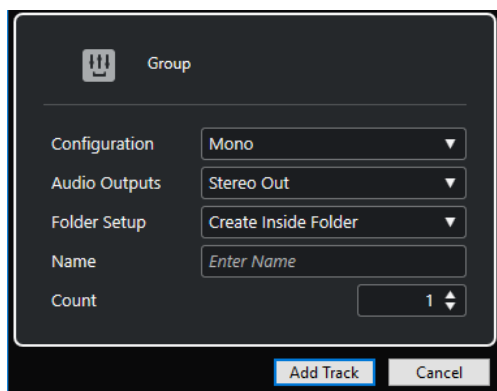 Group
Configuration Mono
Audio Outputs Stereo Out
Folder Setup Create Inside Folder
Name Enter Name
Count 1
Add Track Cancel